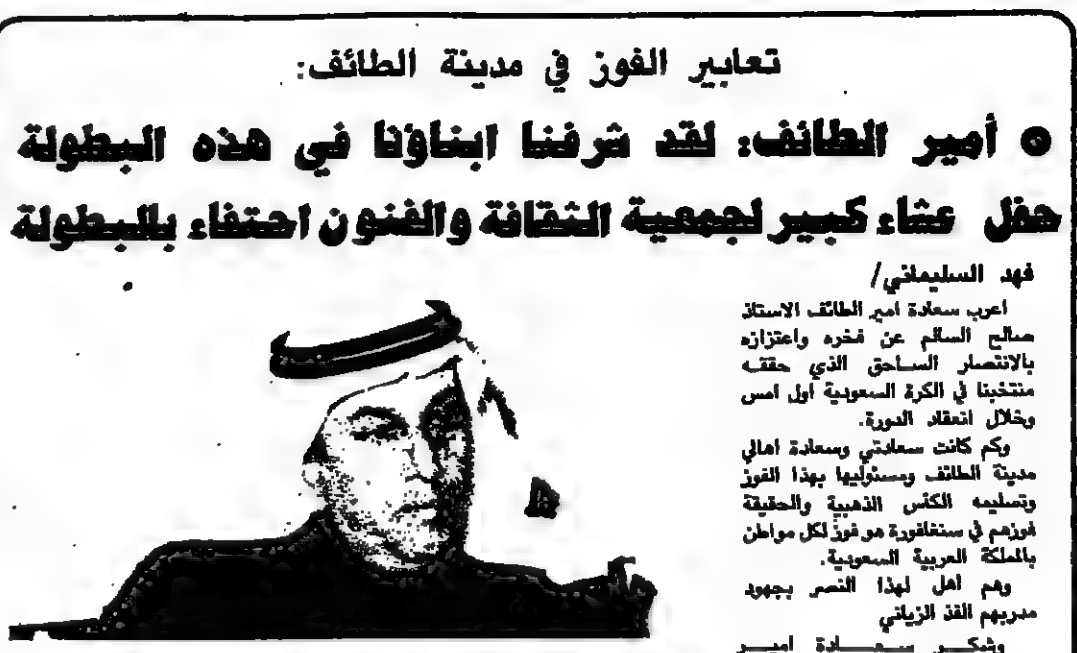 تعابير الفوز في مدينة الطائف:
أمير الطائف: لقد شرفنا ابناؤنا في هذه البطولة
حفل عشاء كبير لجمعية الثقافة والفنون احتفاء بالبطولة
فهد السليماني/
اعرب سعادة امير الطائف الاستاذ
صالح السالم عن فخره واعتزازه
بالانتصار الساحق الذي حققه
منتخبنا في الكرة السعودية اول امس
وخلال انعقاد الدورة.
وكم كانت سعادتي وسعادة اهالي
مدينة الطائف ومسئوليها بهذا الفوز
وتسليمه الكئس الذهبية والحقيقة
فوزهم في سنغافورة هو فوز لكل مواطن
بالملكة العربية السعودية.
وهم اهل لهذا النصر بجهود
مدربهم الفذ الزياني
وشكر سعادة امير